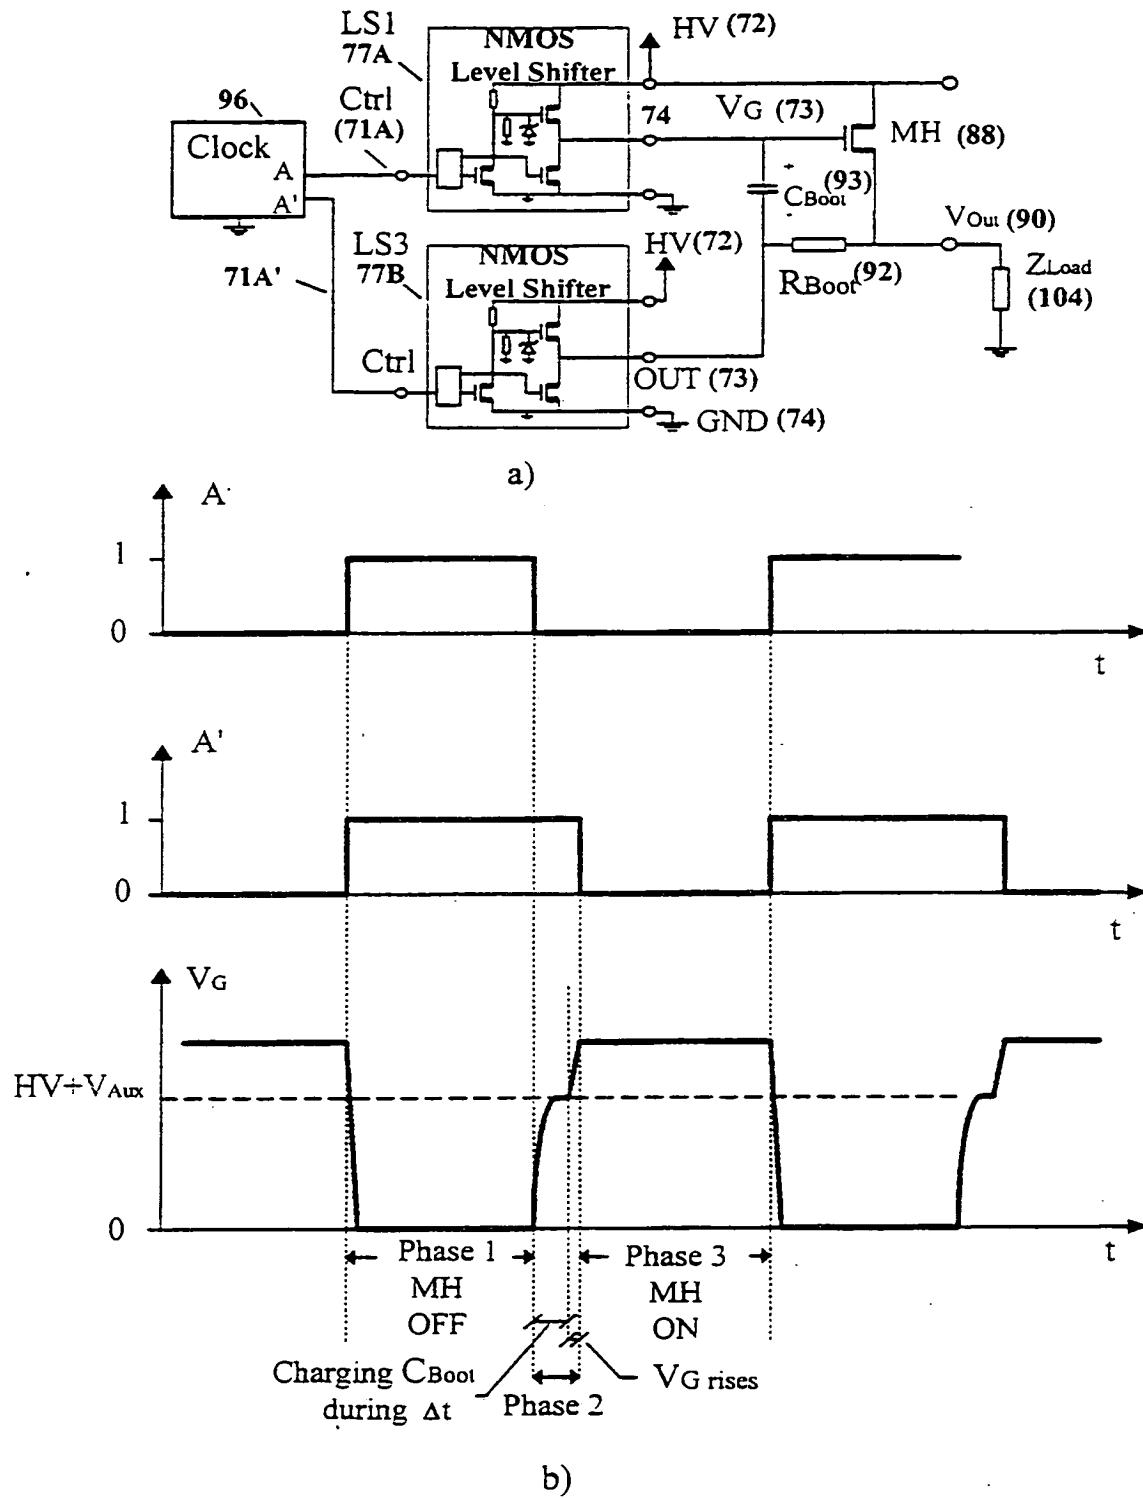 LS1
77A
NMOS
Level Shifter
HV (72)
96
Clock
A
A'
Ctrl
(71A)
74
VG (73)
MH (88)
CBoot (93)
VOut (90)
RBoot (92)
ZLoad
(104)
71A'
LS3
77B
NMOS
Level Shifter
HV (72)
Ctrl
OUT (73)
GND (74)
a)
A
1
0
t
A'
1
0
t
VG
HV+VAux
0
t
Phase 1
MH
OFF
Phase 3
MH
ON
Charging CBoot
during Δt
Phase 2
VG rises
b)